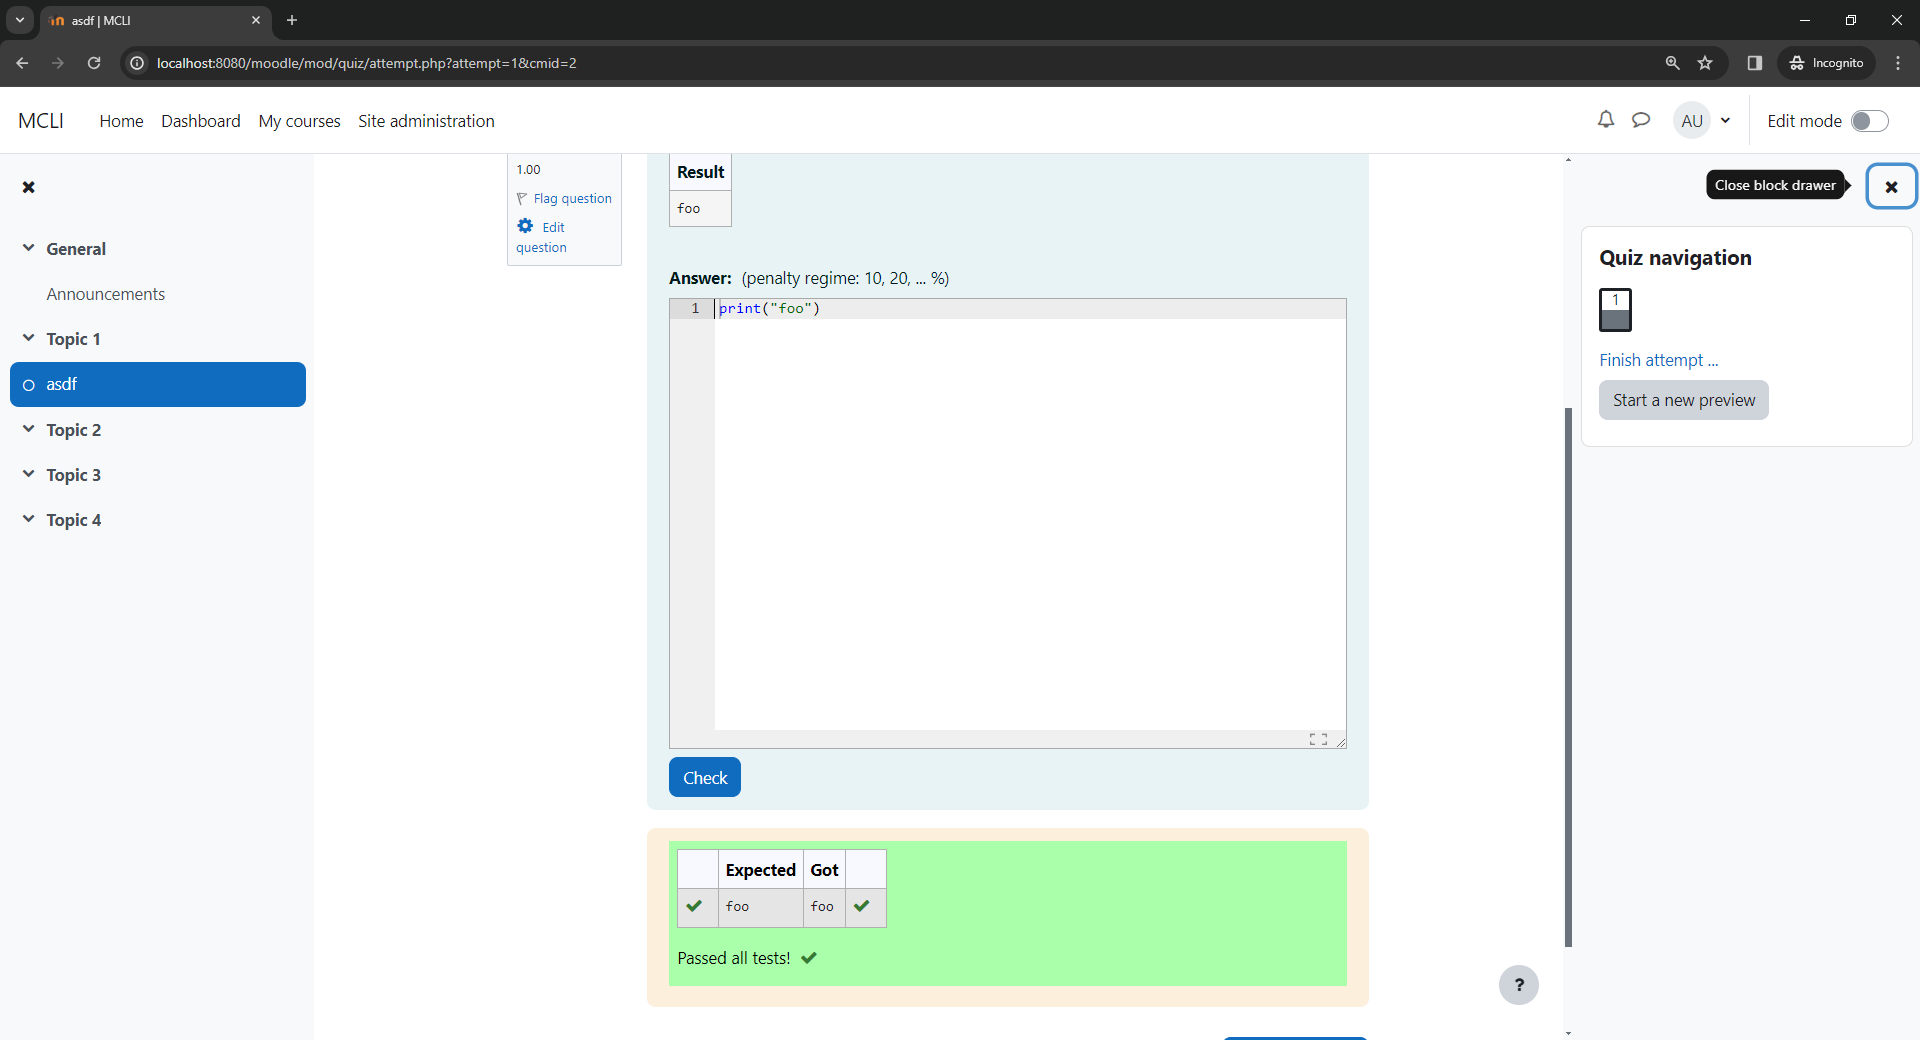 asdf | MCLI
localhost:8080/moodle/mod/quiz/attempt.php?attempt=1&cmid=2
Incognito
MCLI
Home
Dashboard
My courses
Site administration
AU
Edit mode
General
Announcements
Topic 1
asdf
Topic 2
Topic 3
Topic 4
1.00
Flag question
Edit
question
Result
foo
Answer: (penalty regime: 10, 20, ... %)
1
print("foo")
Check
Expected Got
foo foo
Passed all tests!
Close block drawer
Quiz navigation
1
Finish attempt ...
Start a new preview
?